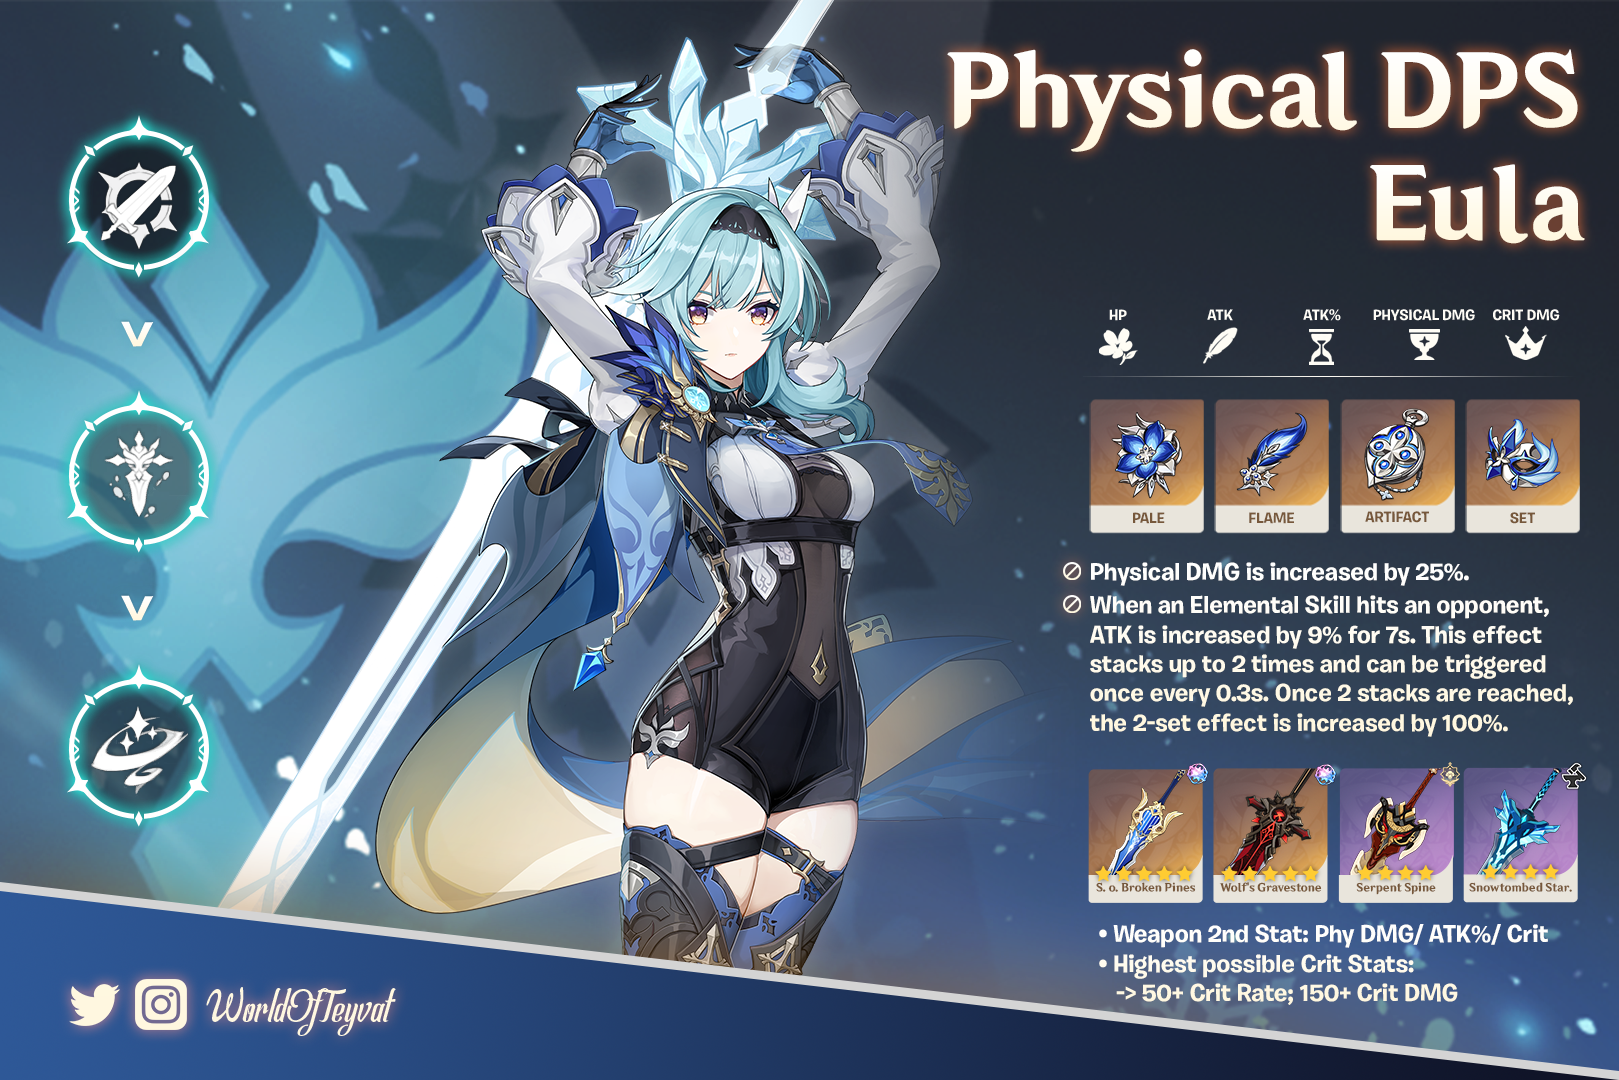 Physical DPS
Eula
HP
ATK
ATK%
PHYSICAL DMG
CRIT DMG
PALE
FLAME
ARTIFACT
SET
Physical DMG is increased by 25%.
When an Elemental Skill hits an opponent,
ATK is increased by 9% for 7s. This effect
stacks up to 2 times and can be triggered
once every 0.3s. Once 2 stacks are reached,
the 2-set effect is increased by 100%.
S. o. Broken Pines
Wolf's Gravestone
Serpent Spine
Snowtombed Star.
• Weapon 2nd Stat: Phy DMG/ ATK%/ Crit
• Highest possible Crit Stats:
-> 50+ Crit Rate; 150+ Crit DMG
WorldOfTeyvat